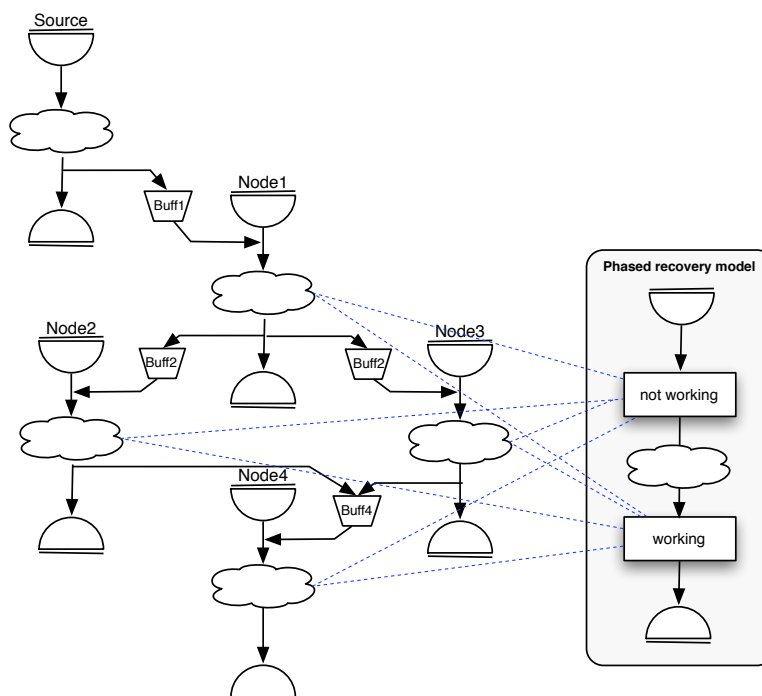 Source
Node1
Buff1
Phased recovery model
Node2
Node3
Buff2
Buff2
not working
Node4
Buff4
working